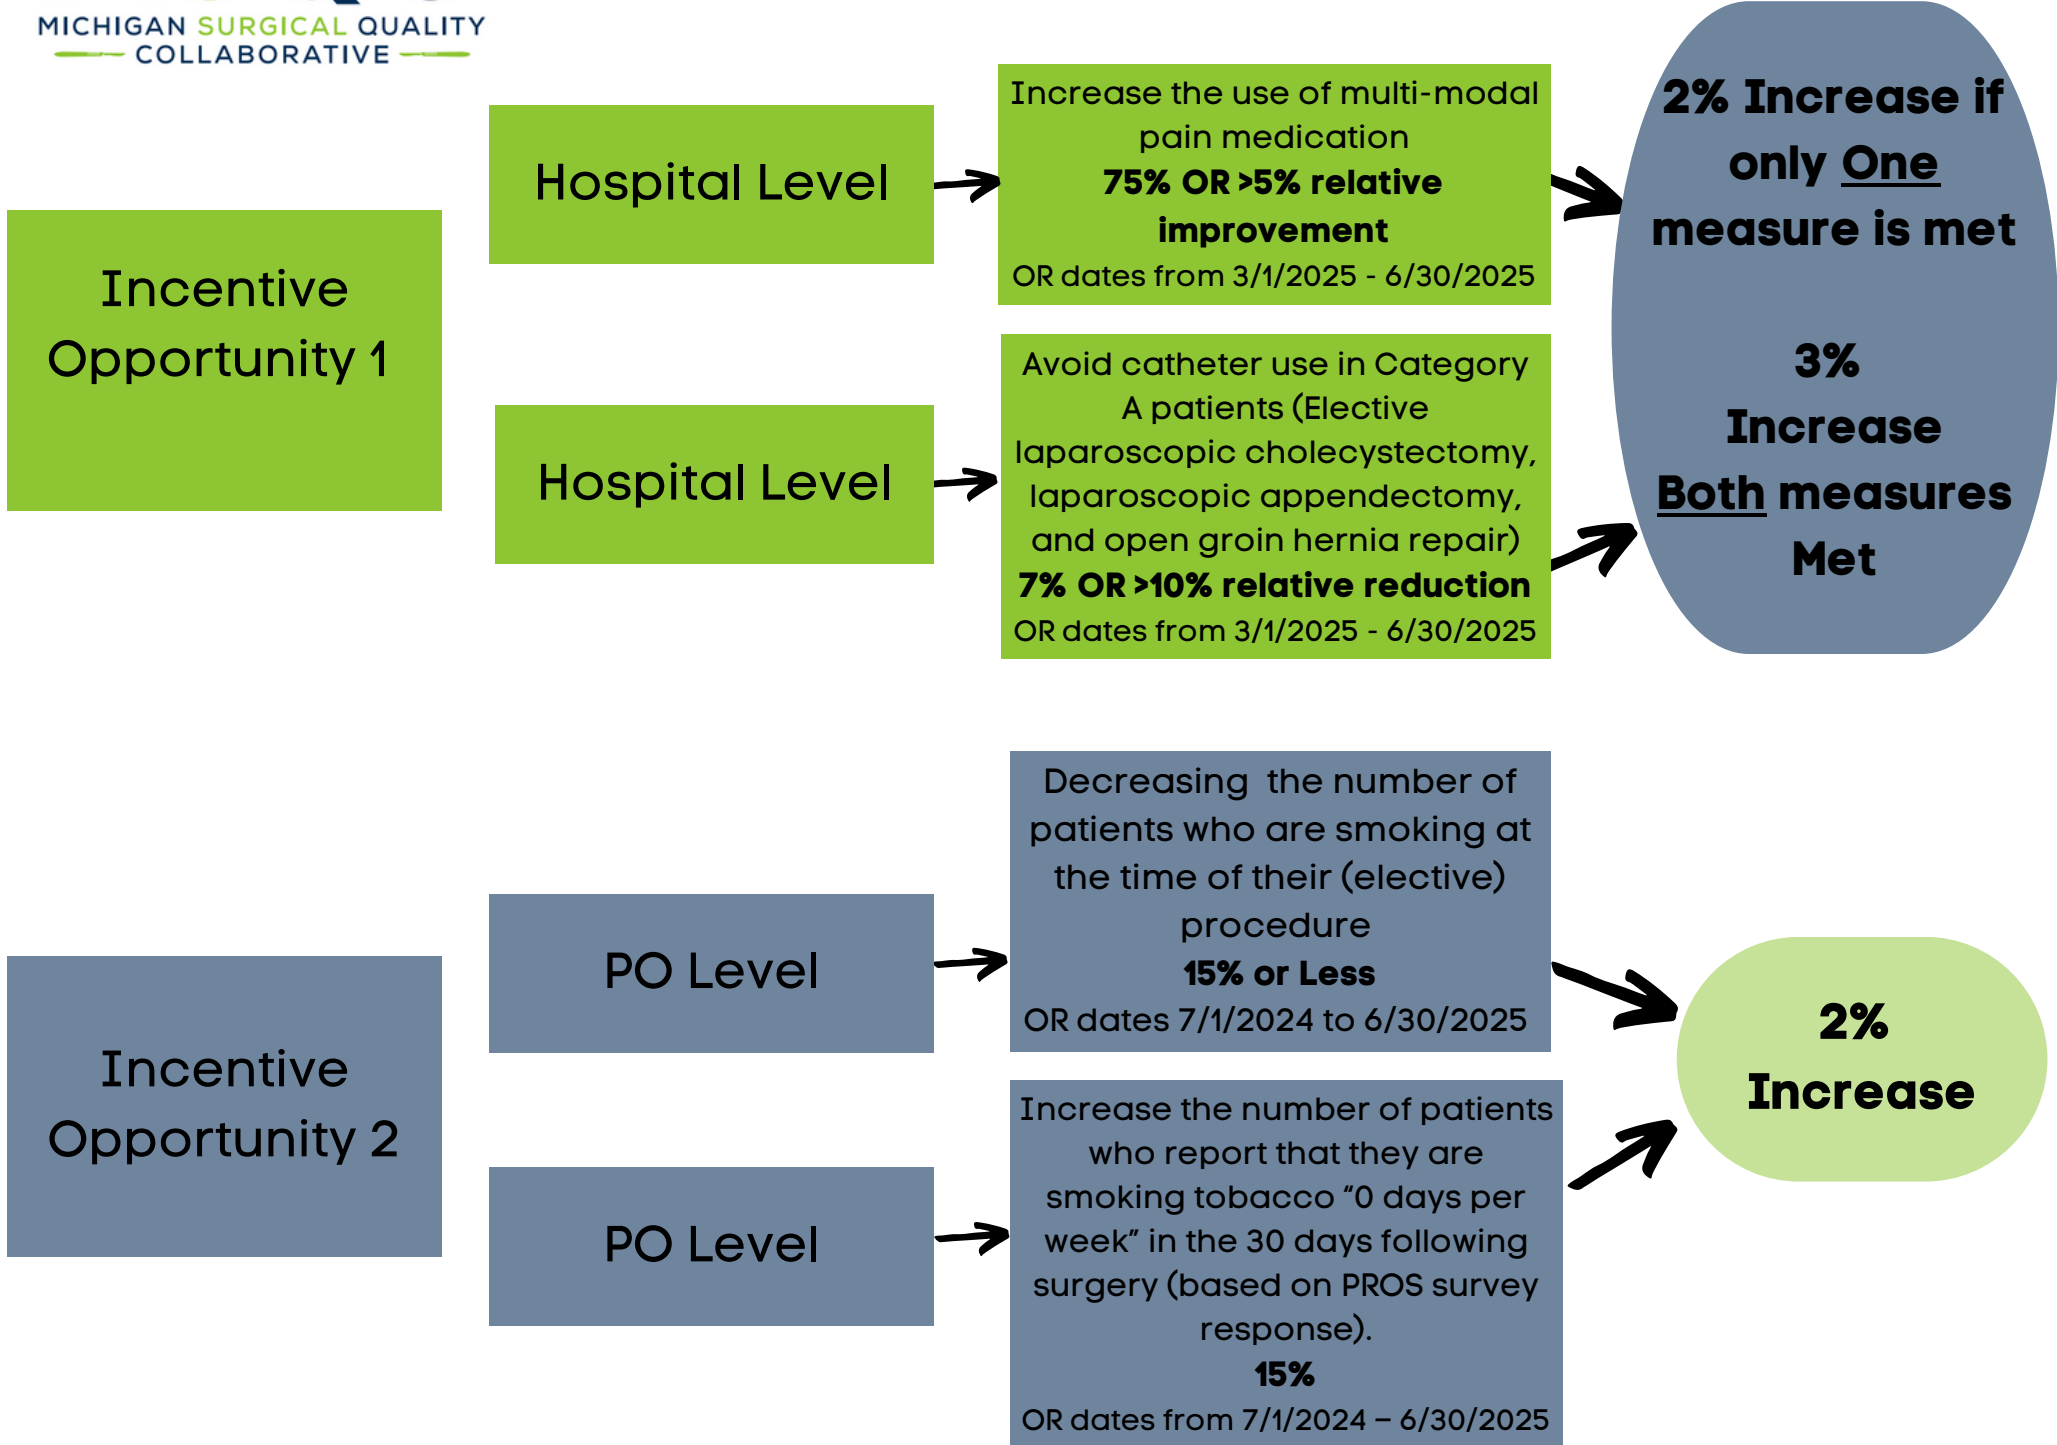 MICHIGAN SURGICAL QUALITY
COLLABORATIVE
Incentive
Opportunity 1
Hospital Level
Increase the use of multi-modal
pain medication
75% OR >5% relative
improvement
OR dates from 3/1/2025 - 6/30/2025
Hospital Level
Avoid catheter use in Category
A patients (Elective
laparoscopic cholecystectomy,
laparoscopic appendectomy,
and open groin hernia repair)
7% OR >10% relative reduction
OR dates from 3/1/2025 - 6/30/2025
2% Increase if
only One
measure is met
3%
Increase
Both measures
Met
Incentive
Opportunity 2
PO Level
Decreasing the number of
patients who are smoking at
the time of their (elective)
procedure
15% or Less
OR dates 7/1/2024 to 6/30/2025
PO Level
Increase the number of patients
who report that they are
smoking tobacco “0 days per
week” in the 30 days following
surgery (based on PROS survey
response).
15%
OR dates from 7/1/2024 – 6/30/2025
2%
Increase